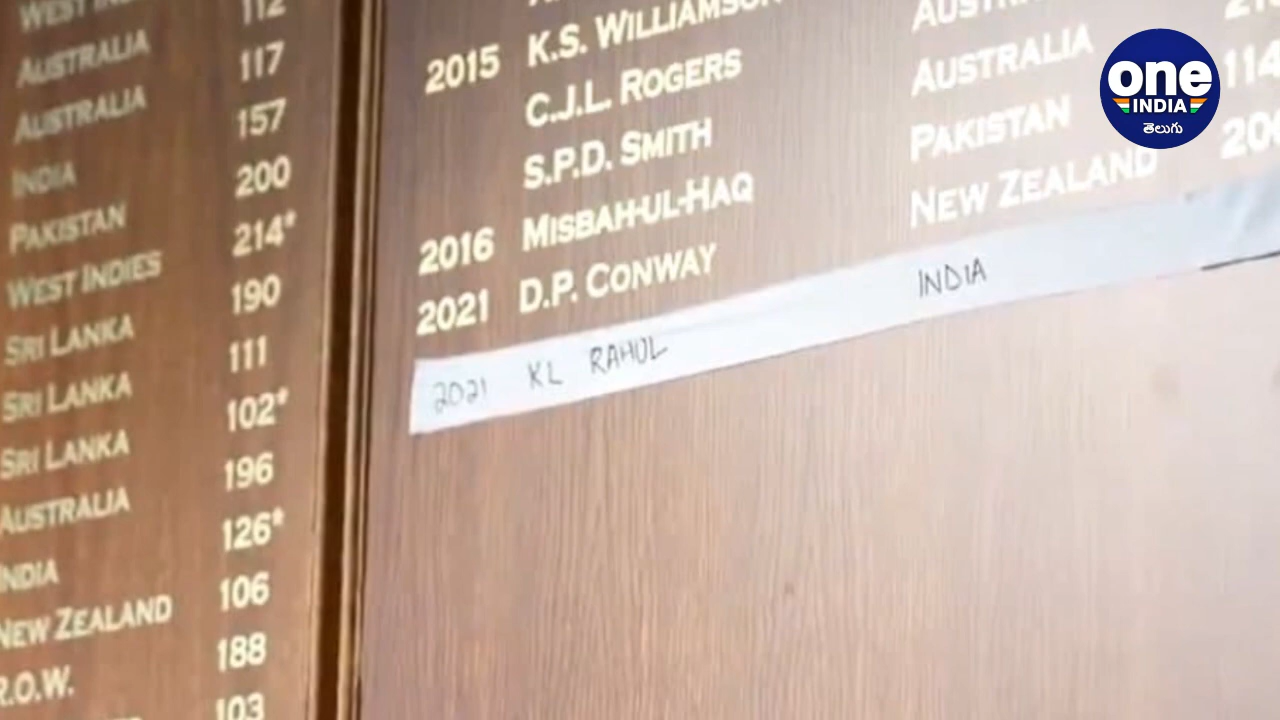 WEST INDIES 112
AUSTRALIA 117
AUSTRALIA 157
INDIA 200
PAKISTAN 214*
WEST INDIES 190
SRI LANKA 111
SRI LANKA 102*
SRI LANKA 196
AUSTRALIA 126*
INDIA 106
NEW ZEALAND 188
R.O.W. 103
2015 K.S. WILLIAMSON
C.J.L. ROGERS AUSTRALIA
S.P.D. SMITH AUSTRALIA
2016 MISBAH-UL-HAQ PAKISTAN 114
2021 D.P. CONWAY NEW ZEALAND 200
2021 KL RAHUL INDIA
one
INDIA
తెలుగు